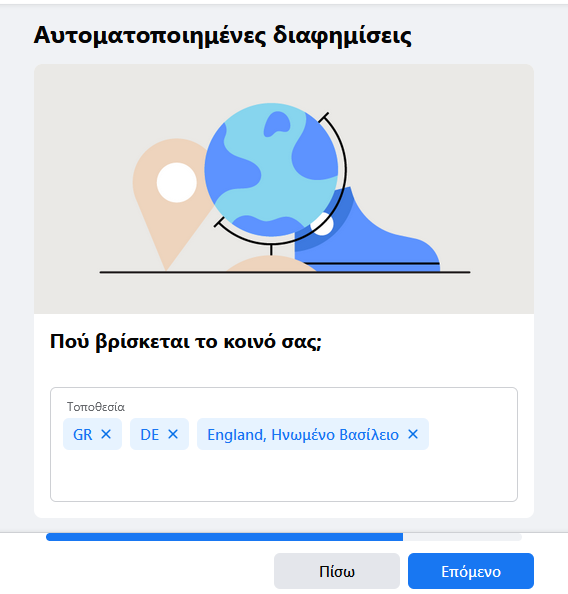 Αυτοματοποιημένες διαφημίσεις
Πού βρίσκεται το κοινό σας;
Τοποθεσία
GR ✕ DE ✕ England, Ηνωμένο Βασίλειο ✕
Πίσω Επόμενο